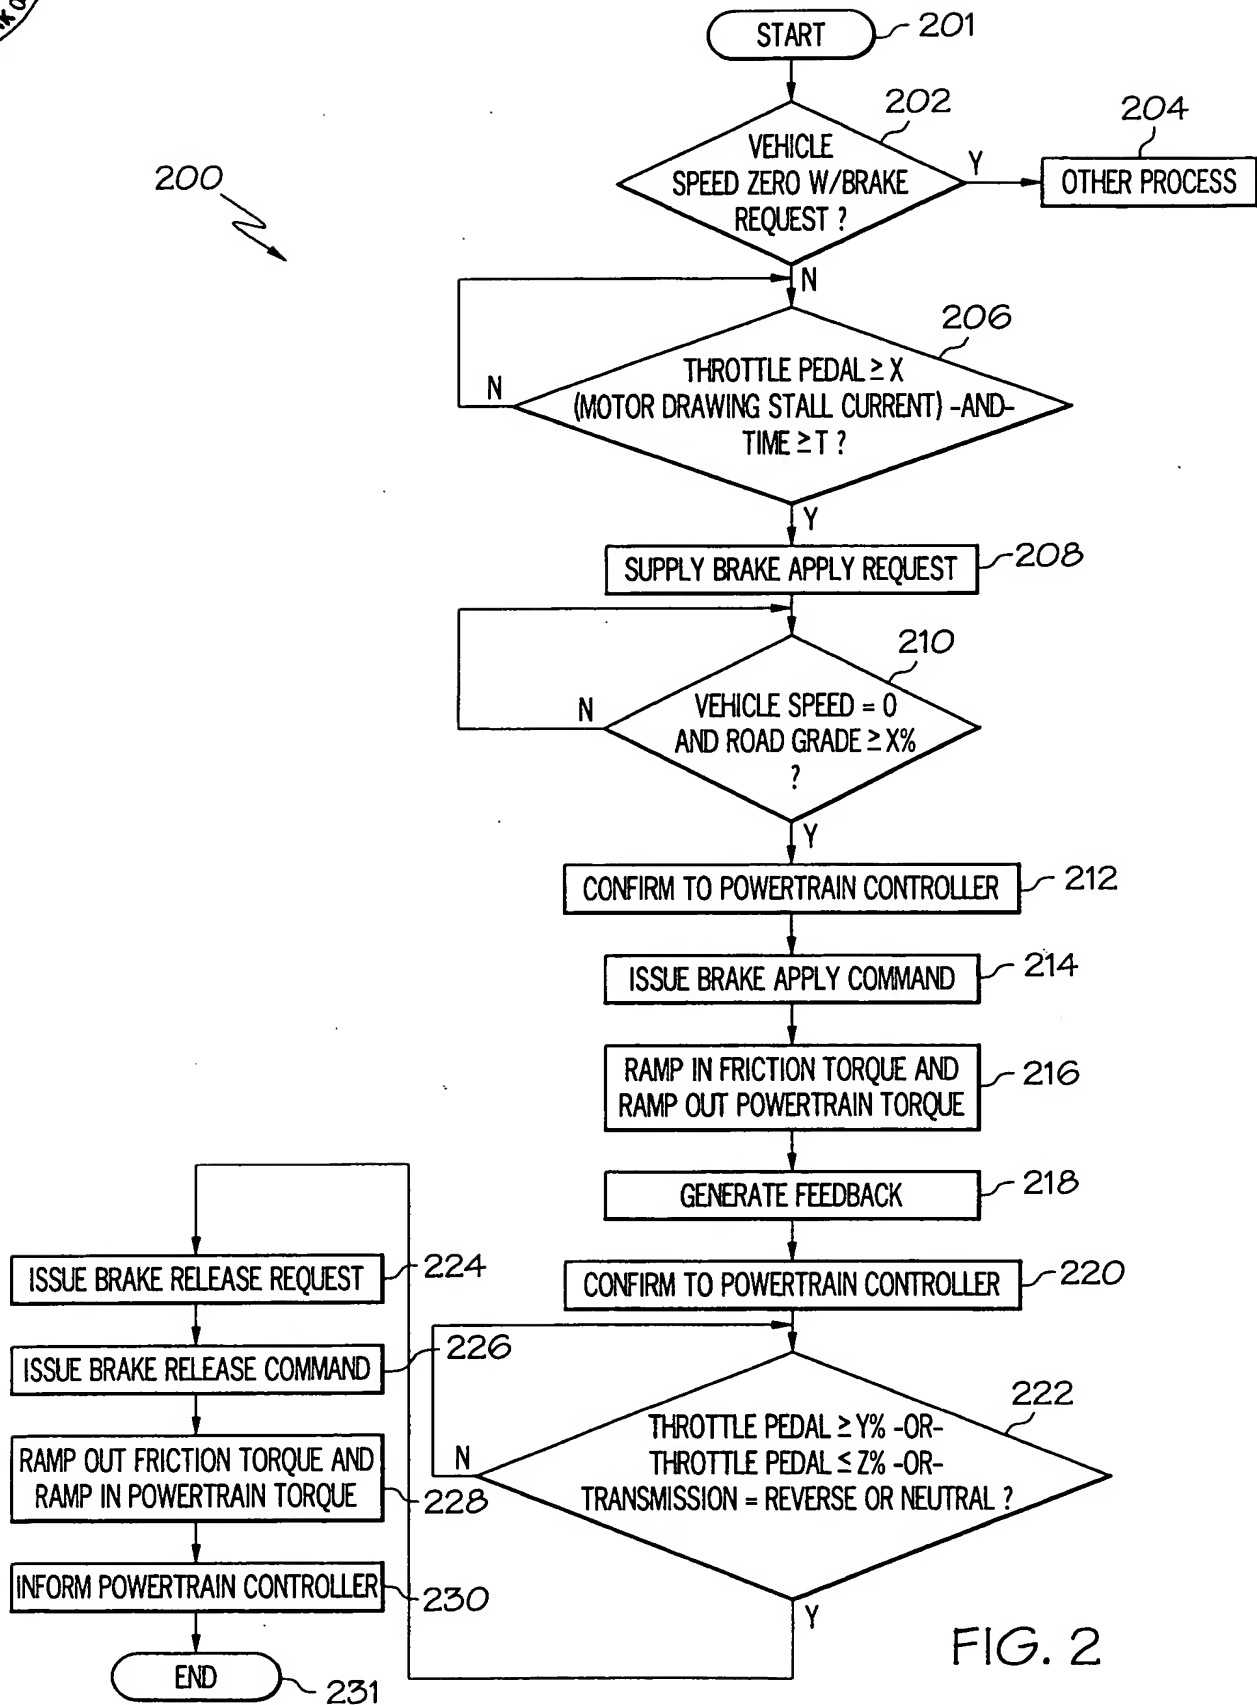 START
201
202
VEHICLE
SPEED ZERO W/BRAKE
REQUEST ?
Y
204
OTHER PROCESS
200
N
206
THROTTLE PEDAL ≥ X
(MOTOR DRAWING STALL CURRENT) -AND-
TIME ≥ T ?
N
Y
SUPPLY BRAKE APPLY REQUEST
208
210
VEHICLE SPEED = 0
AND ROAD GRADE ≥ X%
?
N
Y
CONFIRM TO POWERTRAIN CONTROLLER
212
ISSUE BRAKE APPLY COMMAND
214
RAMP IN FRICTION TORQUE AND
RAMP OUT POWERTRAIN TORQUE
216
GENERATE FEEDBACK
218
CONFIRM TO POWERTRAIN CONTROLLER
220
222
THROTTLE PEDAL ≥ Y% -OR-
THROTTLE PEDAL ≤ Z% -OR-
TRANSMISSION = REVERSE OR NEUTRAL ?
N
Y
ISSUE BRAKE RELEASE REQUEST
224
ISSUE BRAKE RELEASE COMMAND
226
RAMP OUT FRICTION TORQUE AND
RAMP IN POWERTRAIN TORQUE
228
INFORM POWERTRAIN CONTROLLER
230
END
231
FIG. 2